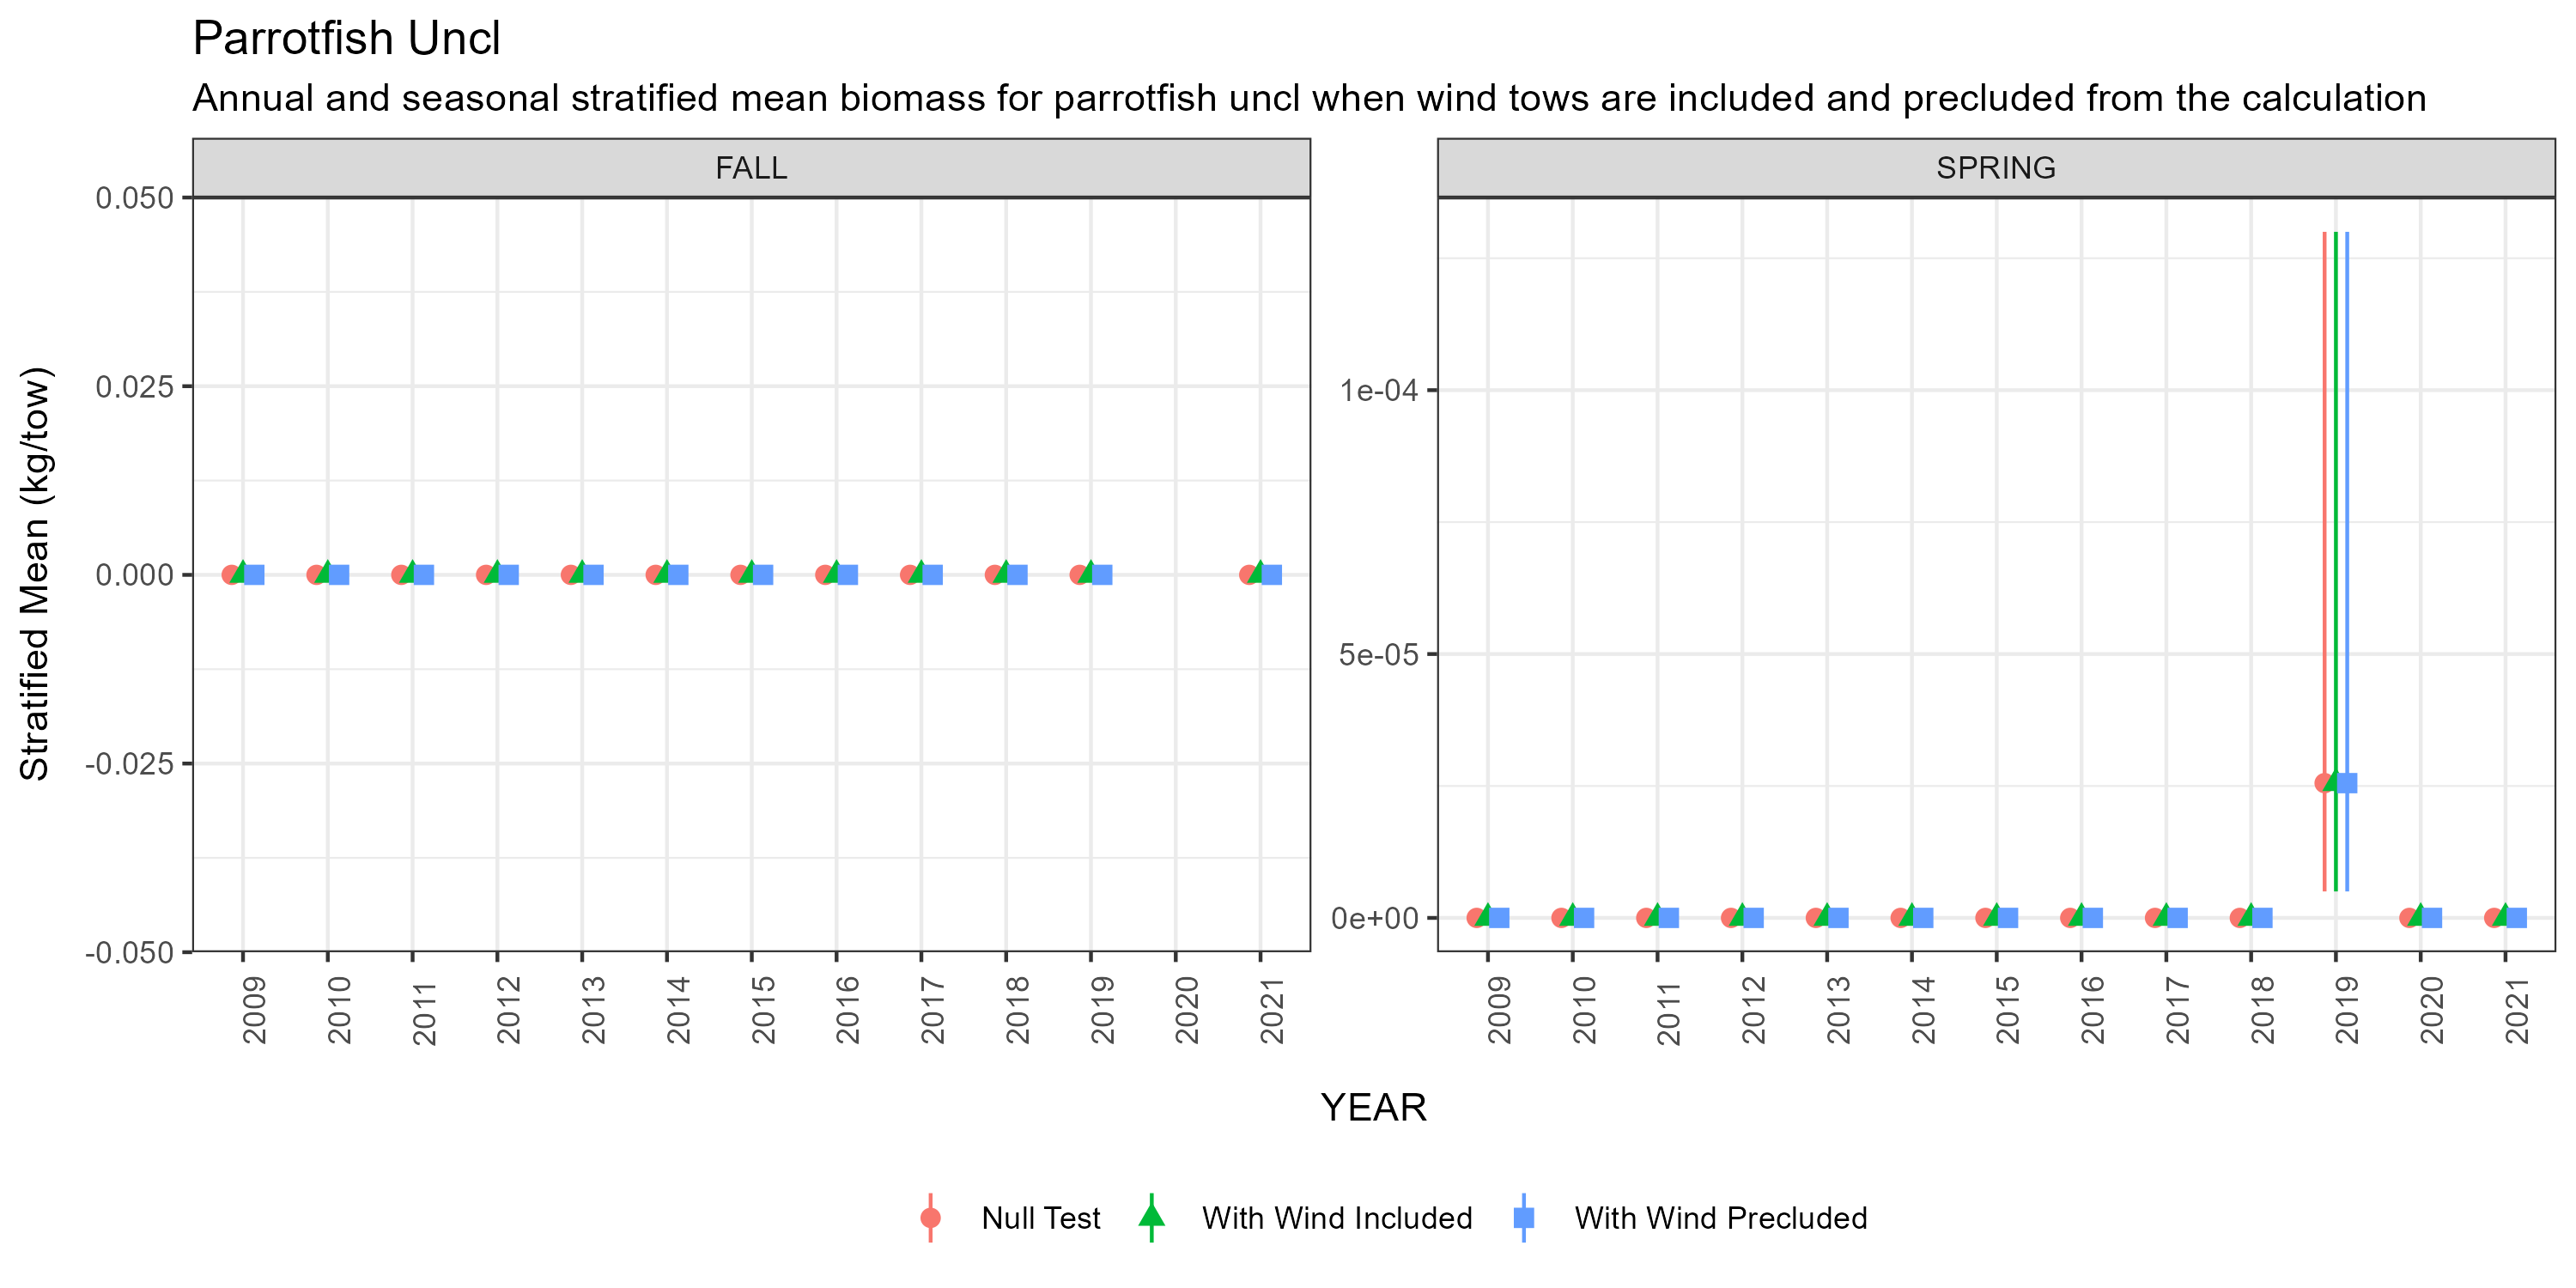 Parrotfish Uncl
Annual and seasonal stratified mean biomass for parrotfish uncl when wind tows are included and precluded from the calculation
FALL
SPRING
Stratified Mean (kg/tow)
0.050
0.025
0.000
-0.025
-0.050
1e-04
5e-05
0e+00
2009 2010 2011 2012 2013 2014 2015 2016 2017 2018 2019 2020 2021
2009 2010 2011 2012 2013 2014 2015 2016 2017 2018 2019 2020 2021
YEAR
Null Test With Wind Included With Wind Precluded